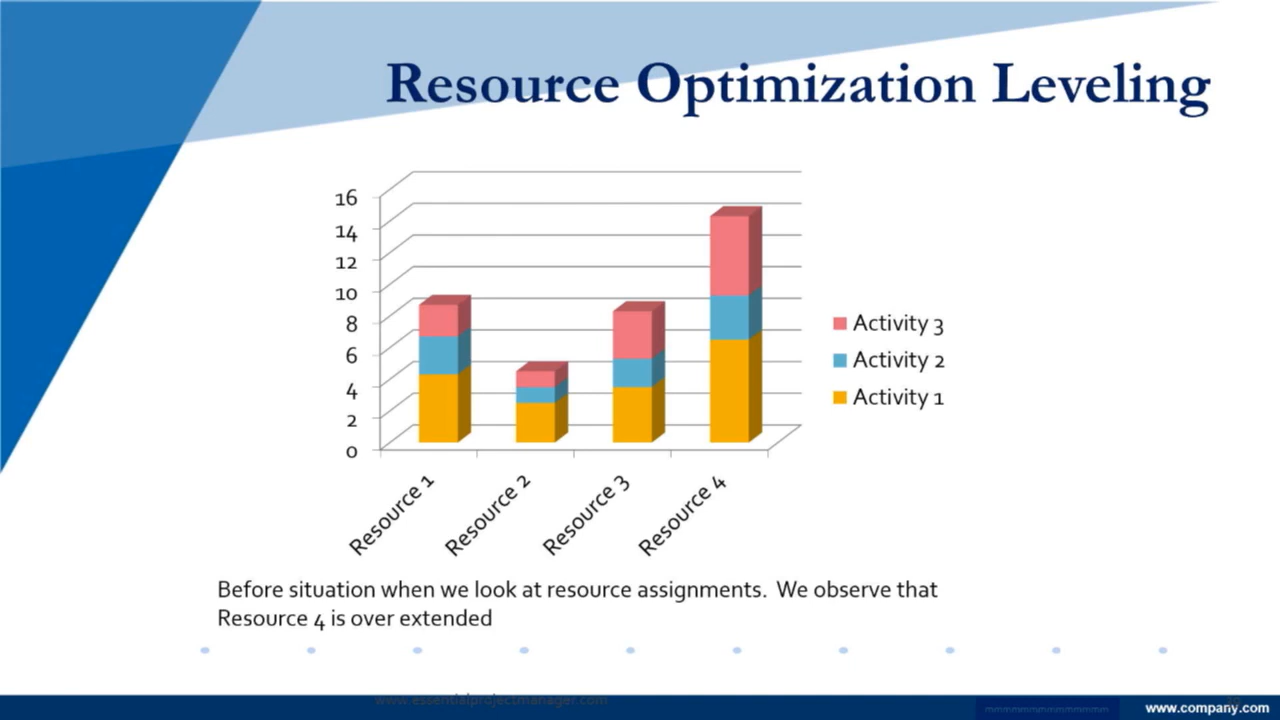 Resource Optimization Leveling
16
14
12
10
8
6
4
2
0
Resource 1
Resource 2
Resource 3
Resource 4
Activity 3
Activity 2
Activity 1
Before situation when we look at resource assignments. We observe that
Resource 4 is over extended
www.essentialprojectmanager.com
www.company.com